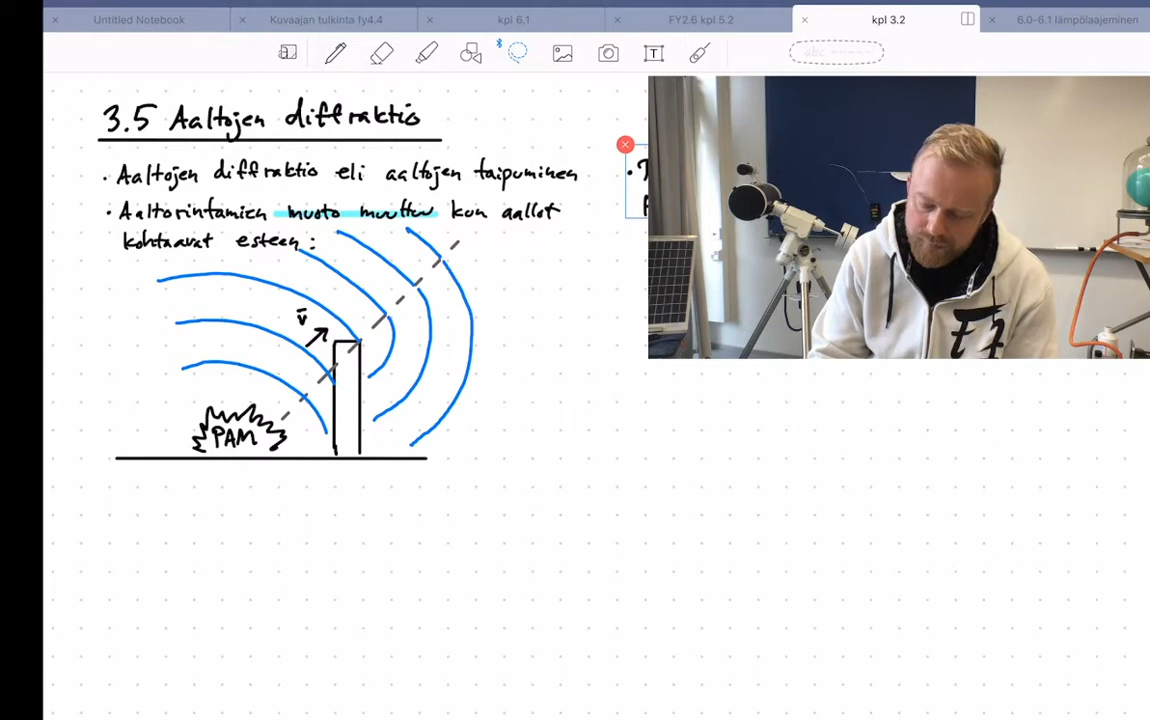 Untitled Notebook
Kuvaajan tulkinta fy4.4
kpl 6.1
FY2.6 kpl 5.2
kpl 3.2
6.0-6.1 lämpölaajeneminen
3.5 Aaltojen diffraktio
• Aaltojen diffraktio eli aaltojen taipuminen
• Aaltorintamien muoto muuttuu kun aallot
kohtaavat esteen:
v̄
PAM